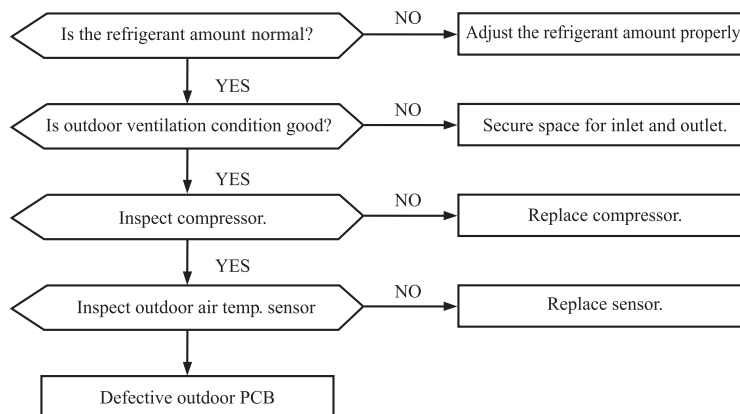 Is the refrigerant amount normal?
NO
Adjust the refrigerant amount properly
YES
Is outdoor ventilation condition good?
NO
Secure space for inlet and outlet.
YES
Inspect compressor.
NO
Replace compressor.
YES
Inspect outdoor air temp. sensor
NO
Replace sensor.
Defective outdoor PCB